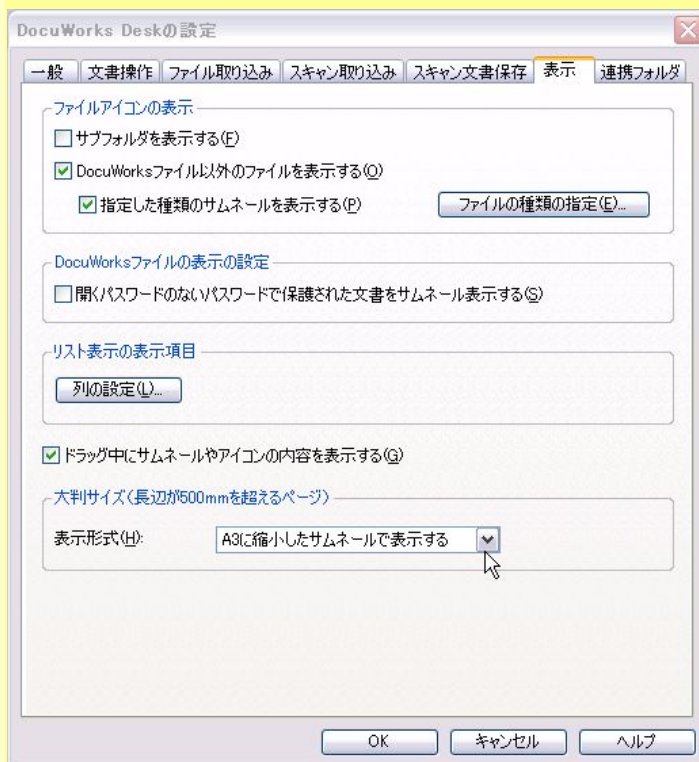 DocuWorks Deskの設定
一般 文書操作 ファイル取り込み スキャン取り込み スキャン文書保存 表示 連携フォルダ
ファイルアイコンの表示
サブフォルダを表示する(F)
DocuWorksファイル以外のファイルを表示する(O)
指定した種類のサムネールを表示する(P) ファイルの種類の指定(E)...
DocuWorksファイルの表示の設定
開くパスワードのないパスワードで保護された文書をサムネール表示する(S)
リスト表示の表示項目
列の設定(L)...
ドラッグ中にサムネールやアイコンの内容を表示する(G)
大判サイズ(長辺が500mmを超えるページ)
表示形式(H): A3に縮小したサムネールで表示する
OK キャンセル ヘルプ